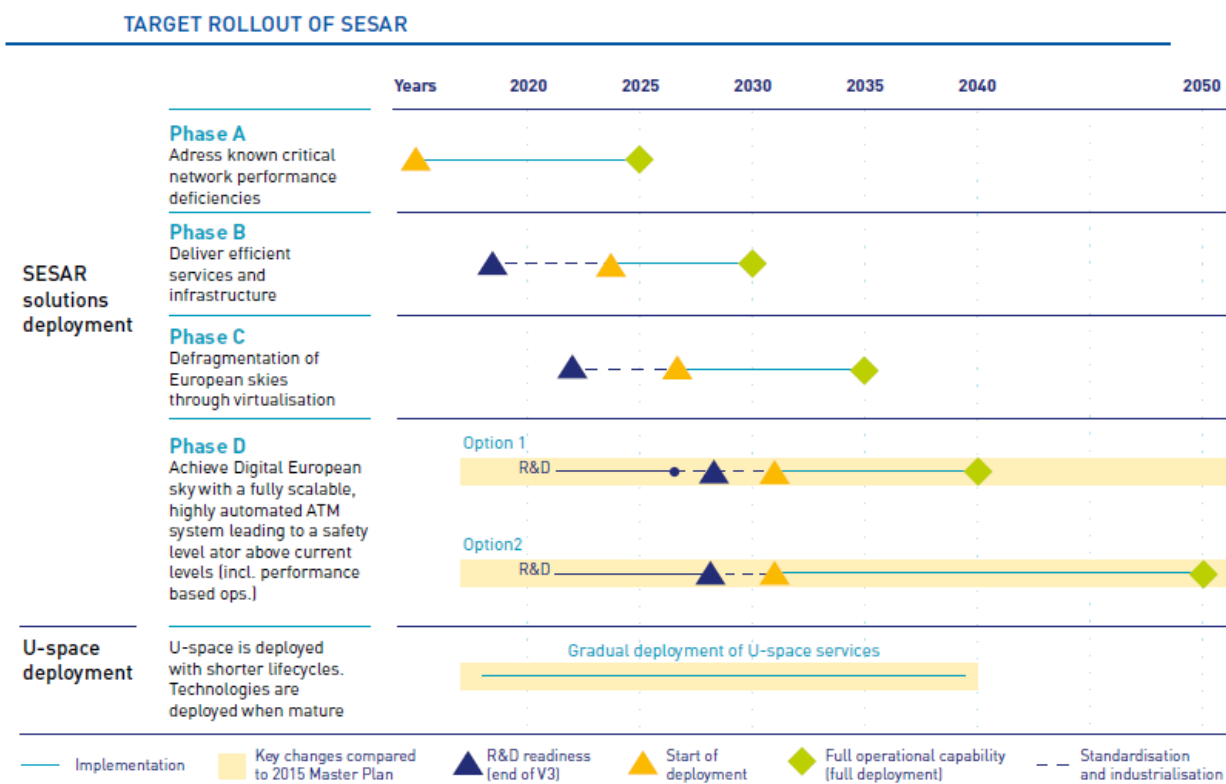 TARGET ROLLOUT OF SESAR
Years 2020 2025 2030 2035 2040 2050
SESAR
solutions
deployment
Phase A
Adress known critical
network performance
deficiencies
Phase B
Deliver efficient
services and
infrastructure
Phase C
Defragmentation of
European skies
through virtualisation
Phase D
Achieve Digital European
sky with a fully scalable,
highly automated ATM
system leading to a safety
level ator above current
levels (incl. performance
based ops.)
Option 1
R&D
Option2
R&D
U-space
deployment
U-space is deployed
with shorter lifecycles.
Technologies are
deployed when mature
Gradual deployment of U-space services
Implementation
Key changes compared
to 2015 Master Plan
R&D readiness
(end of V3)
Start of
deployment
Full operational capability
(full deployment)
Standardisation
and industrialisation